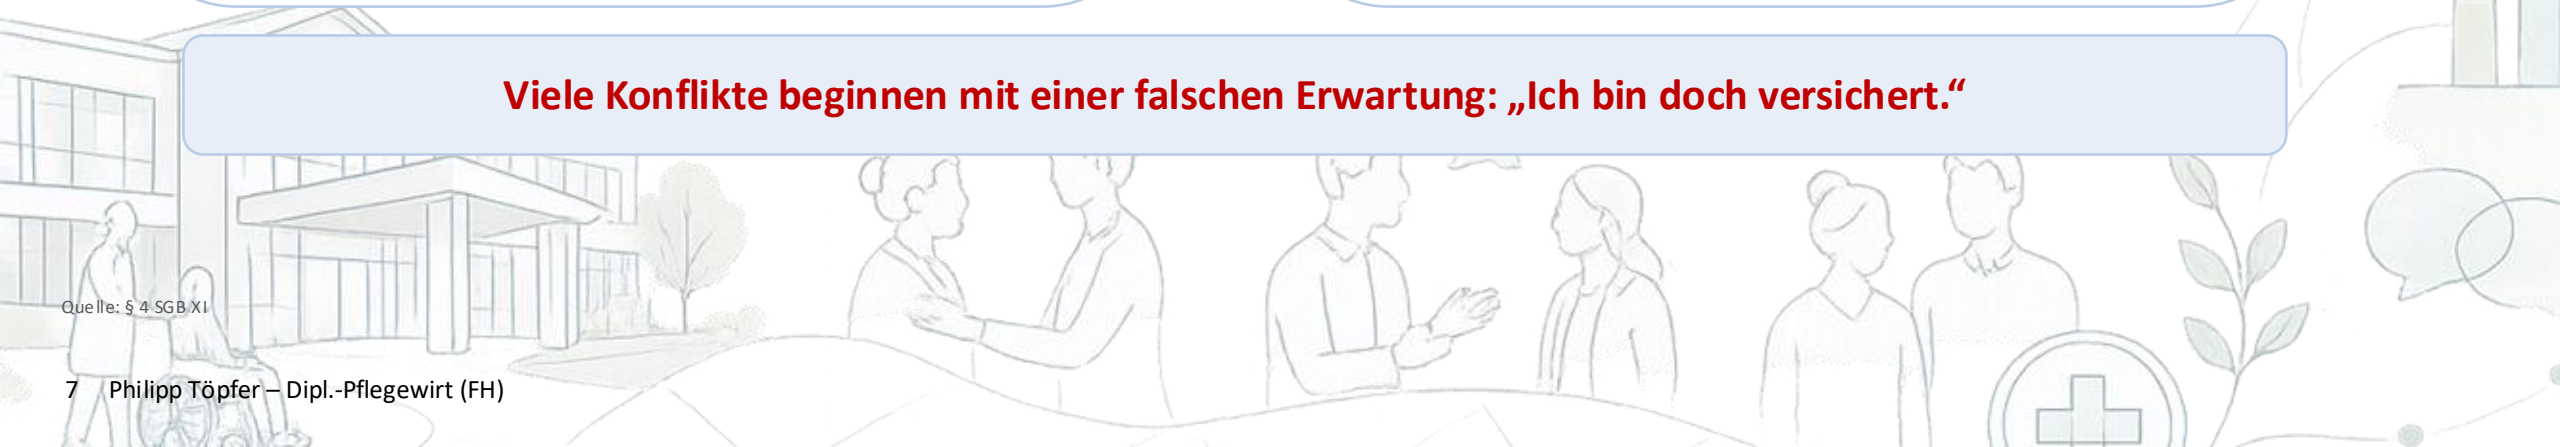 Viele Konflikte beginnen mit einer falschen Erwartung: „Ich bin doch versichert.“
Quelle: § 4 SGB XI
7 Philipp Töpfer – Dipl.-Pflegewirt (FH)